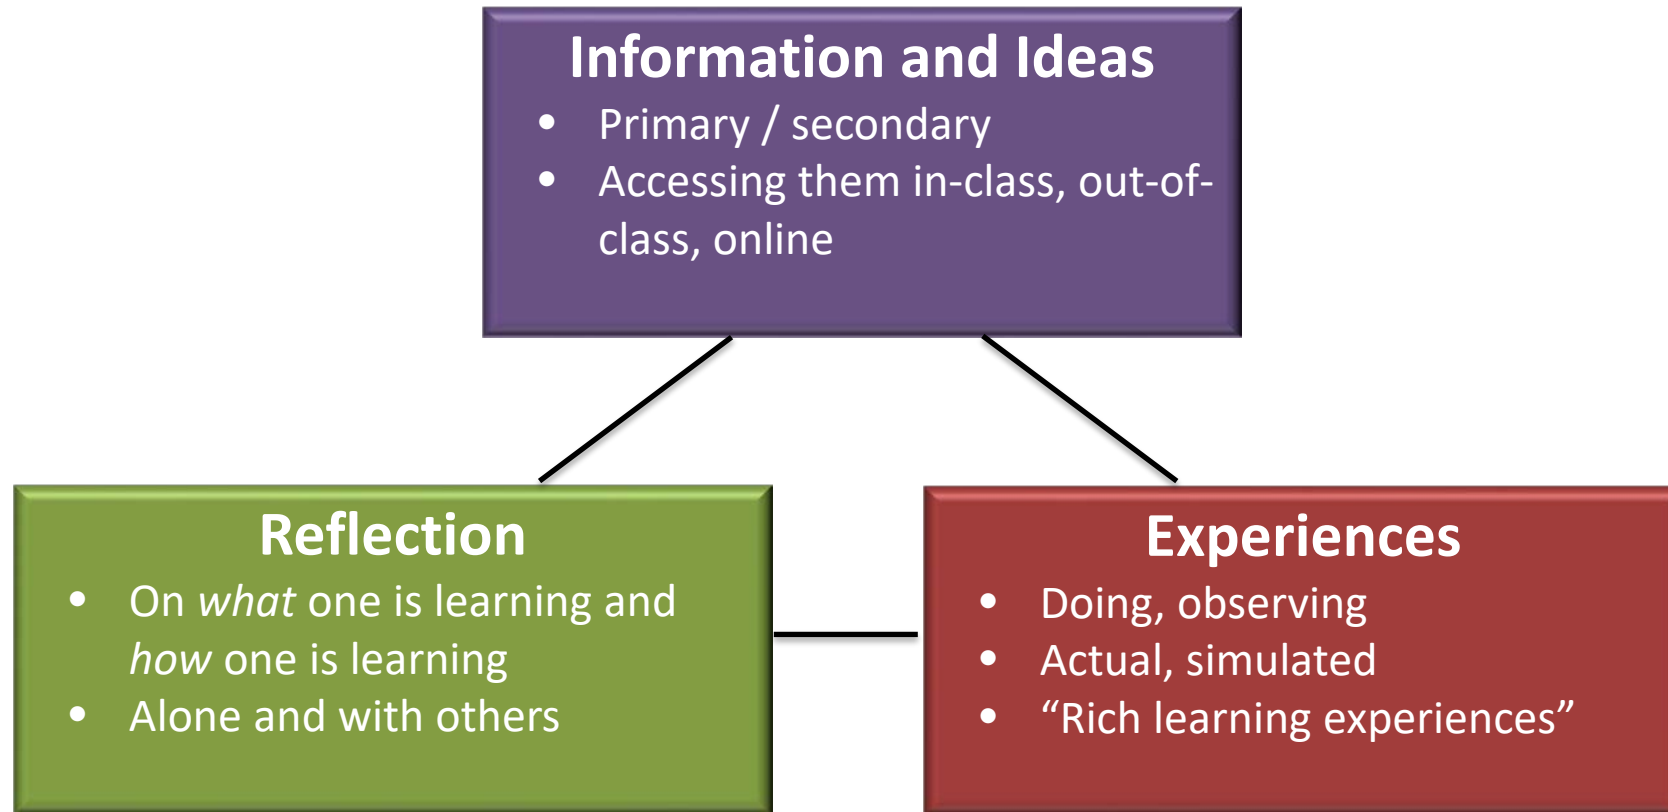 Information and Ideas
• Primary / secondary
• Accessing them in-class, out-of-
class, online
Reflection
• On what one is learning and
how one is learning
• Alone and with others
Experiences
• Doing, observing
• Actual, simulated
• “Rich learning experiences”